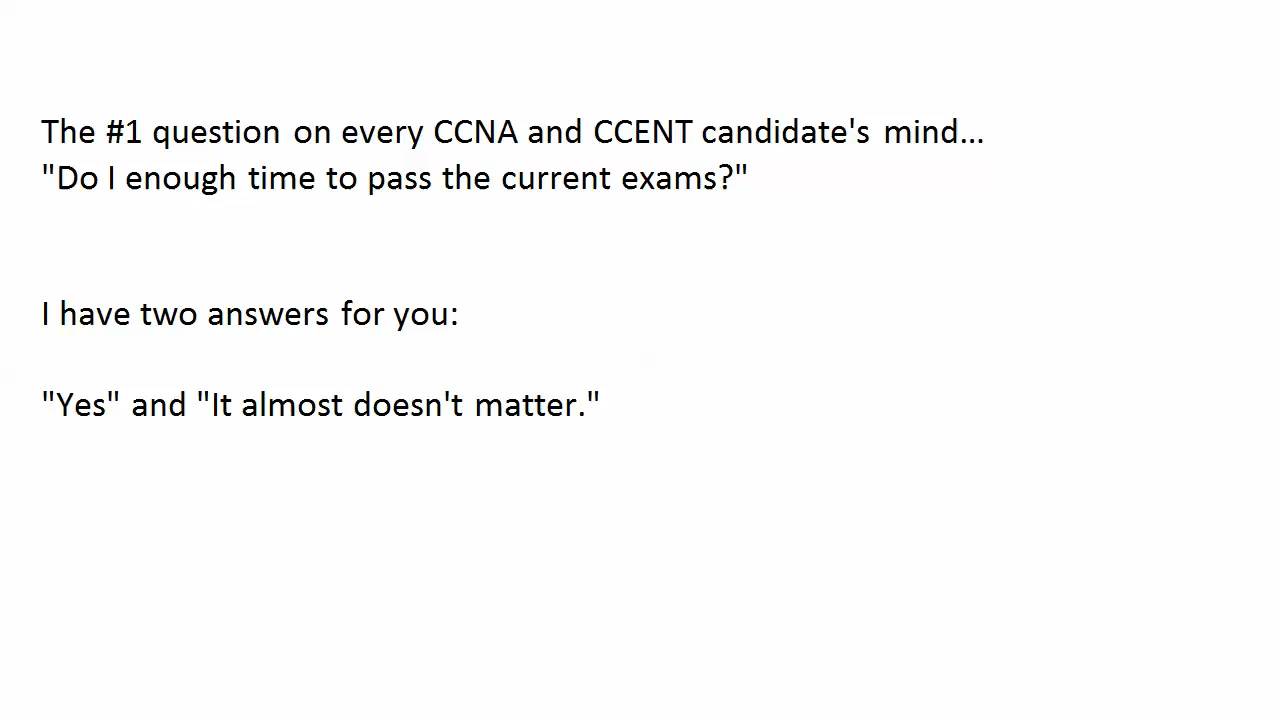 The #1 question on every CCNA and CCENT candidate's mind...
"Do I enough time to pass the current exams?"
I have two answers for you:
"Yes" and "It almost doesn't matter."